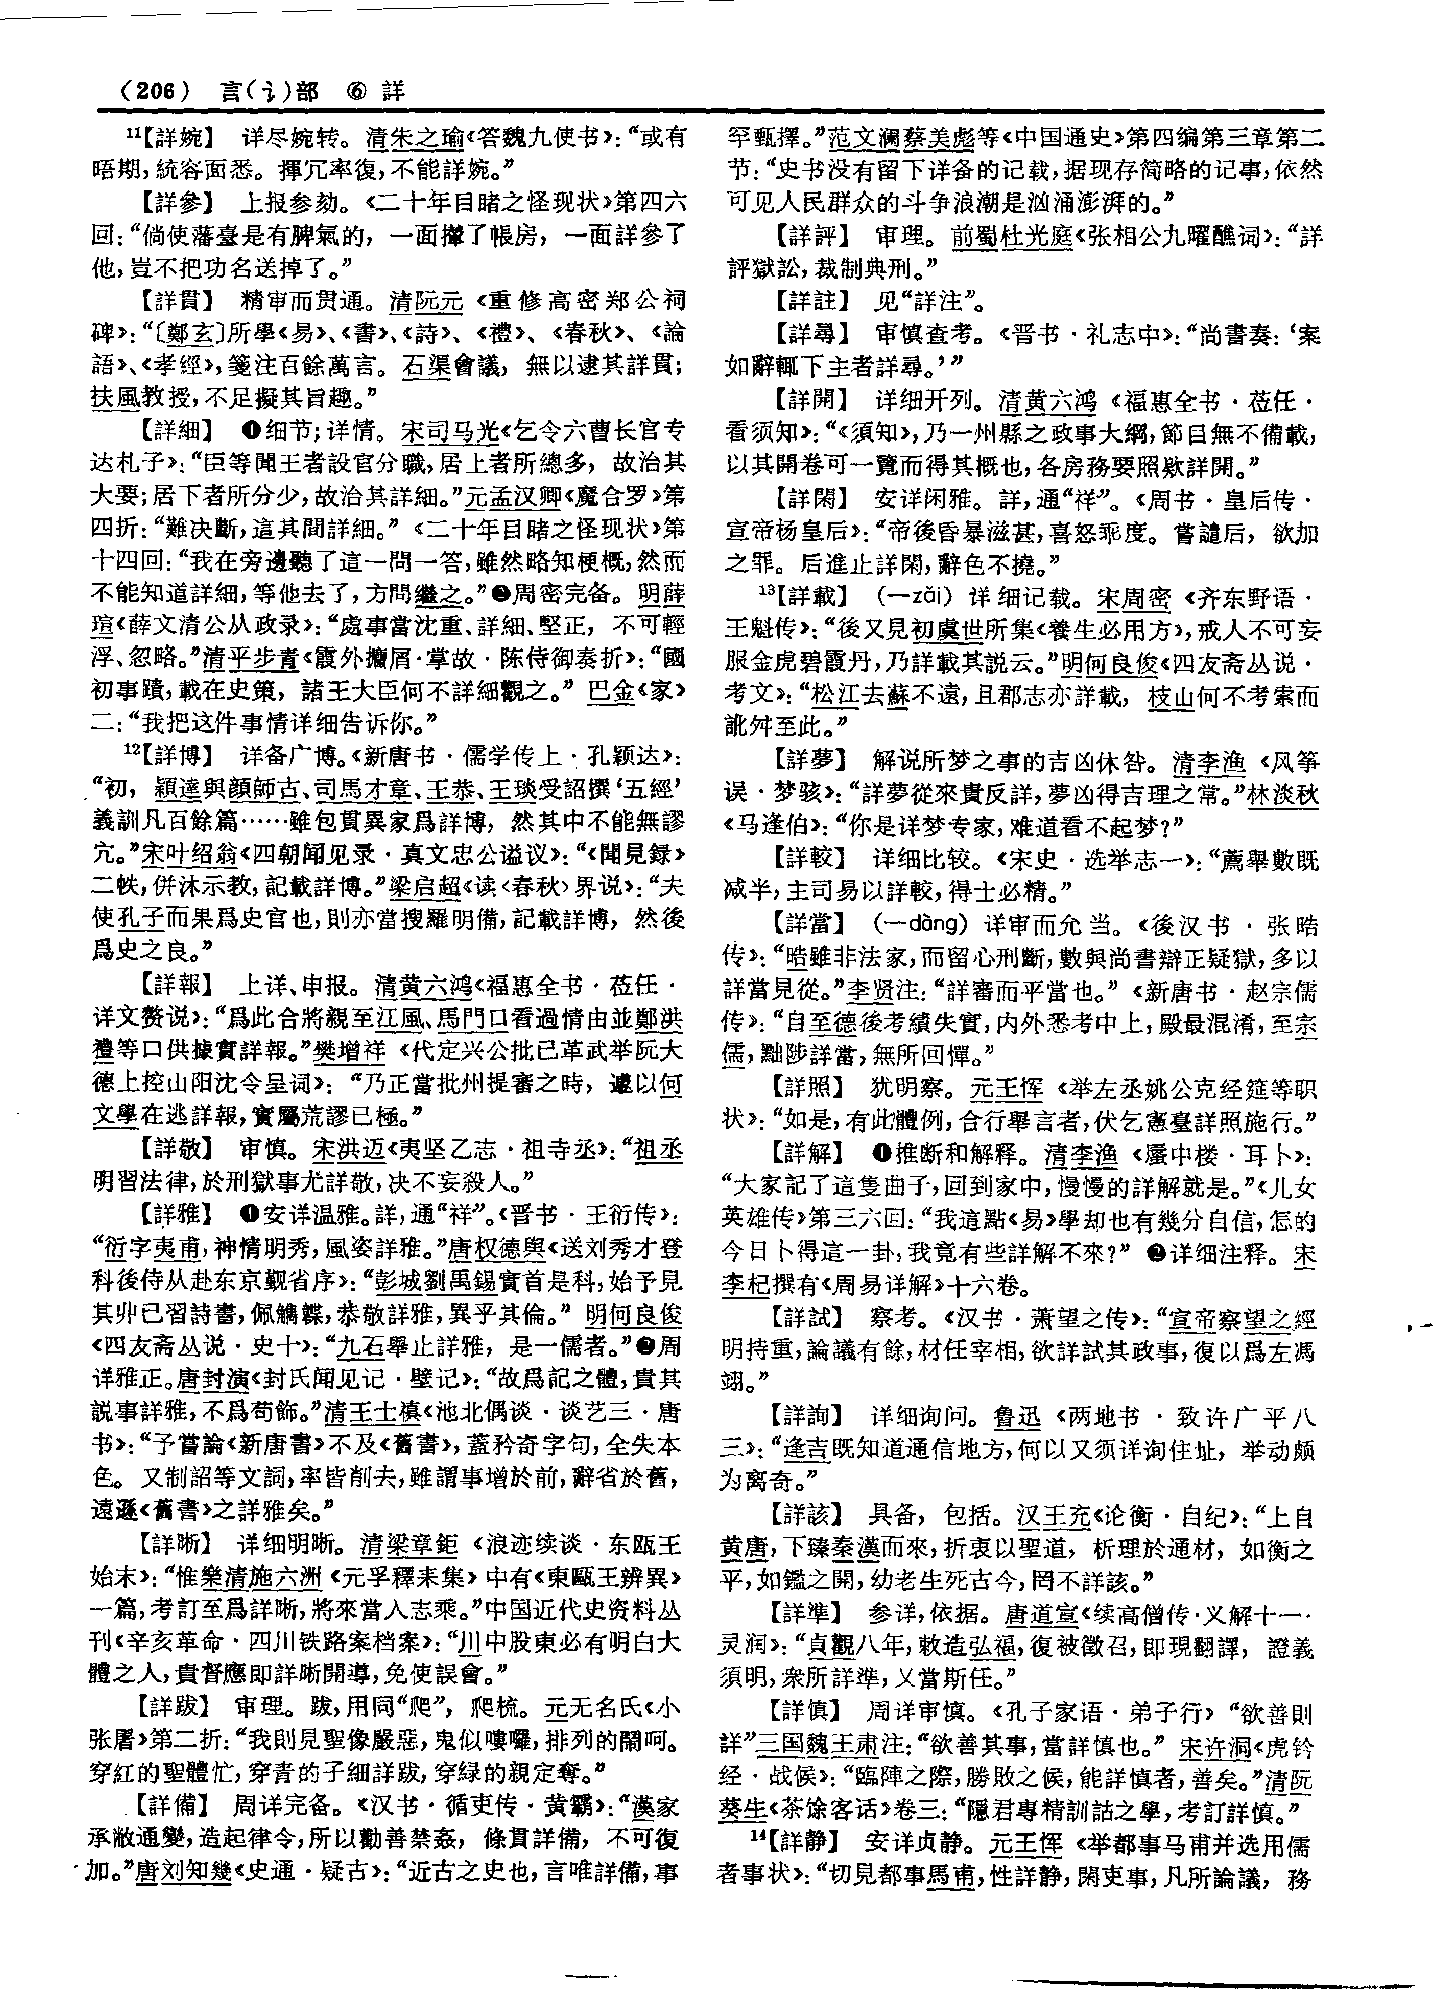 （206） 言(讠)部 ⑥ 詳
¹¹【詳婉】 详尽婉转。清朱之瑜《答魏九使书》：“或有
晤期，統容面悉。揮冗率復，不能詳婉。”
【詳參】 上报参劾。《二十年目睹之怪现状》第四六
回：“倘使藩臺是有脾氣的，一面攆了帳房，一面詳參了
他，豈不把功名送掉了。”
【詳貫】 精审而贯通。清阮元《重修高密郑公祠
碑》：“〔鄭玄〕所學《易》、《書》、《詩》、《禮》、《春秋》、《論
語》、《孝經》，箋注百餘萬言。石渠會議，無以逮其詳貫；
扶風教授，不足擬其旨趣。”
【詳細】 ❶细节；详情。宋司马光《乞令六曹长官专
达札子》：“臣等聞王者設官分職，居上者所總多，故治其
大要；居下者所分少，故治其詳細。”元孟汉卿《魔合罗》第
四折：“難决斷，這其間詳細。”《二十年目睹之怪现状》第
十四回：“我在旁邊聽了這一問一答，雖然略知梗概，然而
不能知道詳細，等他去了，方問繼之。”❷周密完备。明薛
瑄《薛文清公从政录》：“處事當沈重、詳細、堅正，不可輕
浮、忽略。”清平步青《霞外攟屑·掌故·陈侍御奏折》：“國
初事蹟，載在史策，諸王大臣何不詳細觀之。”巴金《家》
二：“我把这件事情详细告诉你。”
¹²【詳博】 详备广博。《新唐书·儒学传上·孔颖达》：
“初，穎達與顔師古、司馬才章、王恭、王琰受詔撰‘五經’
義訓凡百餘篇……雖包貫異家爲詳博，然其中不能無謬
冗。”宋叶绍翁《四朝闻见录·真文忠公谥议》：“《聞見録》
二帙，併沐示教，記載詳博。”梁启超《读〈春秋〉界说》：“夫
使孔子而果爲史官也，則亦當搜羅明備，記載詳博，然後
爲史之良。”
【詳報】 上详、申报。清黄六鸿《福惠全书·莅任·
详文赘说》：“爲此合將親至江風、馬門口看過情由並鄭洪
禮等口供據實詳報。”樊增祥《代定兴公批已革武举阮大
德上控山阳沈令呈词》：“乃正當批州提審之時，遽以何
文學在逃詳報，實屬荒謬已極。”
【詳敬】 审慎。宋洪迈《夷坚乙志·祖寺丞》：“祖丞
明習法律，於刑獄事尤詳敬，决不妄殺人。”
【詳雅】 ❶安详温雅。詳，通“祥”。《晋书·王衍传》：
“衍字夷甫，神情明秀，風姿詳雅。”唐权德舆《送刘秀才登
科後侍从赴东京觐省序》：“彭城劉禹錫實首是科，始予見
其丱已習詩書，佩觿韘，恭敬詳雅，異乎其倫。”明何良俊
《四友斋丛说·史十》：“九石舉止詳雅，是一儒者。”❷周
详雅正。唐封演《封氏闻见记·壁记》：“故爲記之體，貴其
説事詳雅，不爲苟飾。”清王士禛《池北偶谈·谈艺三·唐
书》：“予嘗論《新唐書》不及《舊書》，蓋矜奇字句，全失本
色。又制詔等文詞，率皆削去，雖謂事增於前，辭省於舊，
遠遜《舊書》之詳雅矣。”
【詳晰】 详细明晰。清梁章鉅《浪迹续谈·东瓯王
始末》：“惟樂清施六洲《元孚釋耒集》中有《東甌王辨異》
一篇，考訂至爲詳晰，將來當入志乘。”中国近代史资料丛
刊《辛亥革命·四川铁路案档案》：“川中股東必有明白大
體之人，貴督應即詳晰開導，免使誤會。”
【詳跋】 审理。跋，用同“爬”，爬梳。元无名氏《小
张屠》第二折：“我則見聖像嚴惡，鬼似嘍囉，排列的鬧呵。
穿紅的聖體忙，穿青的子細詳跋，穿緑的親定奪。”
【詳備】 周详完备。《汉书·循吏传·黄霸》：“漢家
承敝通變，造起律令，所以勸善禁姦，條貫詳備，不可復
加。”唐刘知幾《史通·疑古》：“近古之史也，言唯詳備，事
罕甄擇。”范文澜蔡美彪等《中国通史》第四编第三章第二
节：“史书没有留下详备的记载，据现存简略的记事，依然
可见人民群众的斗争浪潮是汹涌澎湃的。”
【詳評】 审理。前蜀杜光庭《张相公九曜醮词》：“詳
評獄訟，裁制典刑。”
【詳註】 见“詳注”。
【詳尋】 审慎查考。《晋书·礼志中》：“尚書奏：‘案
如辭輒下主者詳尋。’”
【詳開】 详细开列。清黄六鸿《福惠全书·莅任·
看须知》：“《須知》，乃一州縣之政事大綱，節目無不備載，
以其開卷可一覽而得其概也，各房務要照欵詳開。”
【詳閑】 安详闲雅。詳，通“祥”。《周书·皇后传·
宣帝杨皇后》：“帝後昏暴滋甚，喜怒乖度。嘗譴后，欲加
之罪。后進止詳閑，辭色不撓。”
¹³【詳載】 （—zǎi）详细记载。宋周密《齐东野语·
王魁传》：“後又見初虞世所集《養生必用方》，戒人不可妄
服金虎碧霞丹，乃詳載其説云。”明何良俊《四友斋丛说·
考文》：“松江去蘇不遠，且郡志亦詳載，枝山何不考索而
訛舛至此。”
【詳夢】 解说所梦之事的吉凶休咎。清李渔《风筝
误·梦骇》：“詳夢從來貴反詳，夢凶得吉理之常。”林淡秋
《马逢伯》：“你是详梦专家，难道看不起梦？”
【詳較】 详细比较。《宋史·选举志一》：“薦舉數既
减半，主司易以詳較，得士必精。”
【詳當】 （—dàng）详审而允当。《後汉书·张晧
传》：“晧雖非法家，而留心刑斷，數與尚書辯正疑獄，多以
詳當見從。”李贤注：“詳審而平當也。”《新唐书·赵宗儒
传》：“自至德後考績失實，内外悉考中上，殿最混淆，至宗
儒，黜陟詳當，無所回憚。”
【詳照】 犹明察。元王恽《举左丞姚公克经筵等职
状》：“如是，有此體例，合行舉言者，伏乞憲臺詳照施行。”
【詳解】 ❶推断和解释。清李渔《蜃中楼·耳卜》：
“大家記了這隻曲子，回到家中，慢慢的詳解就是。”《儿女
英雄传》第三六回：“我這點《易》學却也有幾分自信，怎的
今日卜得這一卦，我竟有些詳解不來？”❷详细注释。宋
李杞撰有《周易详解》十六卷。
【詳試】 察考。《汉书·萧望之传》：“宣帝察望之經
明持重，論議有餘，材任宰相，欲詳試其政事，復以爲左馮
翊。”
【詳詢】 详细询问。鲁迅《两地书·致许广平八
三》：“逢吉既知道通信地方，何以又须详询住址，举动颇
为离奇。”
【詳該】 具备，包括。汉王充《论衡·自纪》：“上自
黄唐，下臻秦漢而來，折衷以聖道，析理於通材，如衡之
平，如鑑之開，幼老生死古今，罔不詳該。”
【詳準】 参详，依据。唐道宣《续高僧传·义解十一·
灵润》：“貞觀八年，敕造弘福，復被徵召，即現翻譯，證義
須明，衆所詳準，乂當斯任。”
【詳慎】 周详审慎。《孔子家语·弟子行》“欲善則
詳”三国魏王肃注：“欲善其事，當詳慎也。”宋许洞《虎钤
经·战候》：“臨陣之際，勝敗之候，能詳慎者，善矣。”清阮
葵生《茶馀客话》卷三：“隱君專精訓詁之學，考訂詳慎。”
¹⁴【詳静】 安详贞静。元王恽《举都事马甫并选用儒
者事状》：“切見都事馬甫，性詳静，閑吏事，凡所論議，務